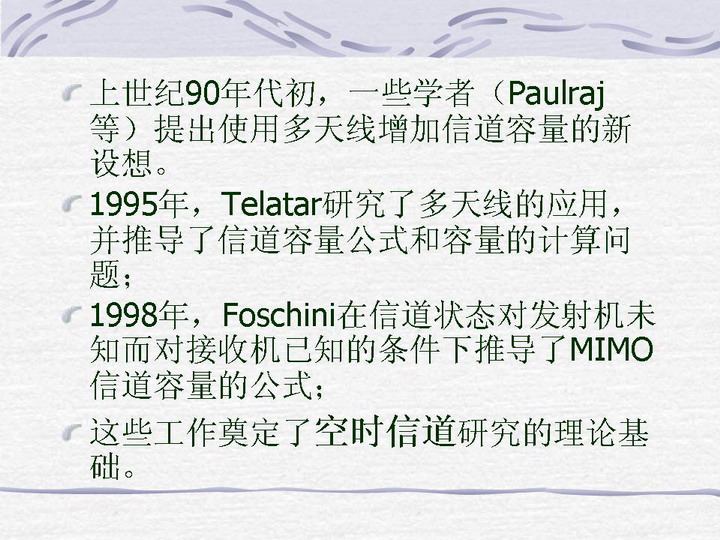 上世纪90年代初，一些学者（Paulraj
等）提出使用多天线增加信道容量的新
设想。
1995年，Telatar研究了多天线的应用，
并推导了信道容量公式和容量的计算问
题；
1998年，Foschini在信道状态对发射机未
知而对接收机已知的条件下推导了MIMO
信道容量的公式；
这些工作奠定了空时信道研究的理论基
础。